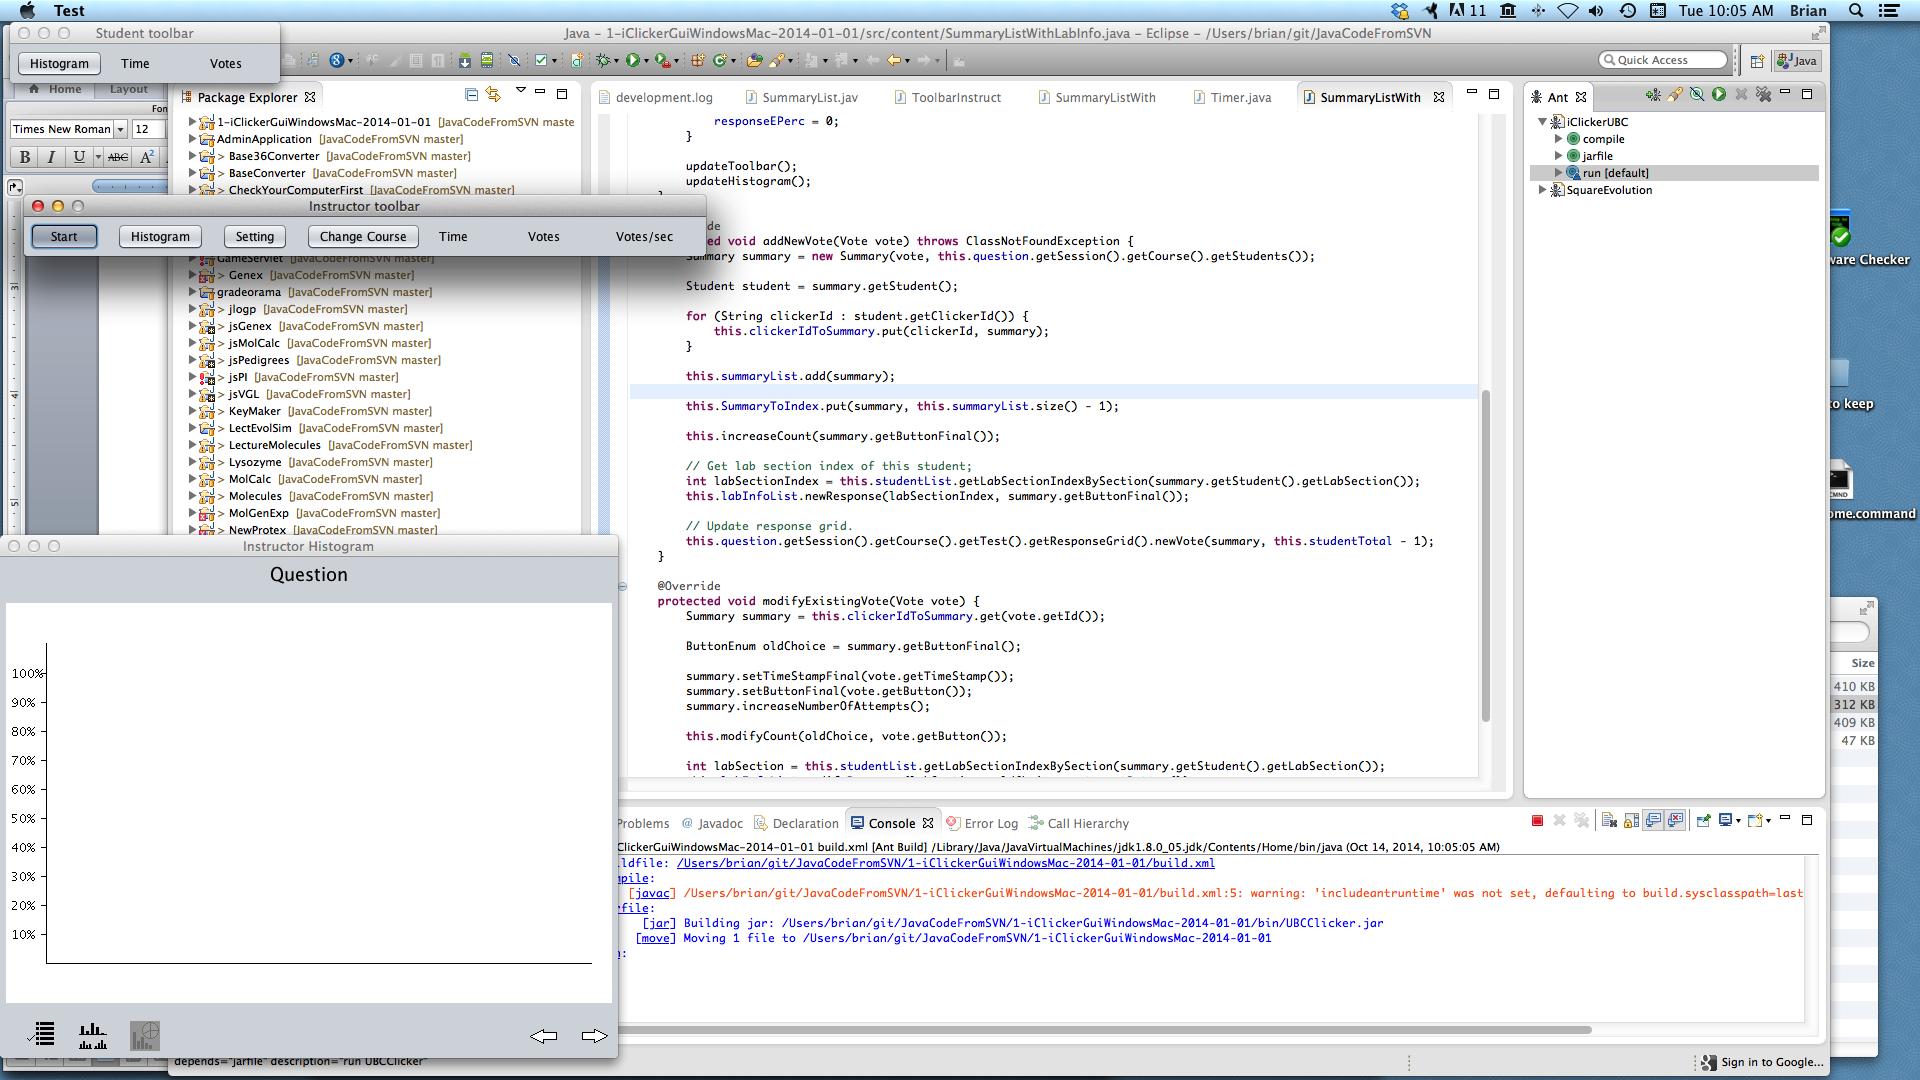 Test
11
Tue 10:05 AM Brian
Student toolbar
Histogram Time Votes
Java – 1-iClickerGuiWindowsMac-2014-01-01/src/content/SummaryListWithLabInfo.java – Eclipse – /Users/brian/git/JavaCodeFromSVN
Quick Access
Java
Home Layout
Fon
Times New Roman 12
B I U ABC A2
Package Explorer
1-iClickerGuiWindowsMac-2014-01-01 [JavaCodeFromSVN maste
AdminApplication [JavaCodeFromSVN master]
> Base36Converter [JavaCodeFromSVN master]
> BaseConverter [JavaCodeFromSVN master]
> CheckYourComputerFirst [JavaCodeFromSVN master]
Instructor toolbar
Start Histogram Setting Change Course Time Votes Votes/sec
GameServlet [JavaCodeFromSVN master]
> Genex [JavaCodeFromSVN master]
gradeorama [JavaCodeFromSVN master]
> jlogp [JavaCodeFromSVN master]
> jsGenex [JavaCodeFromSVN master]
> jsMolCalc [JavaCodeFromSVN master]
> jsPedigrees [JavaCodeFromSVN master]
> jsPI [JavaCodeFromSVN master]
> jsVGL [JavaCodeFromSVN master]
> KeyMaker [JavaCodeFromSVN master]
> LectEvolSim [JavaCodeFromSVN master]
> LectureMolecules [JavaCodeFromSVN master]
> Lysozyme [JavaCodeFromSVN master]
> MolCalc [JavaCodeFromSVN master]
> Molecules [JavaCodeFromSVN master]
> MolGenExp [JavaCodeFromSVN master]
> NewProtex [JavaCodeFromSVN master]
3
4
5
Instructor Histogram
Question
100%
90%
80%
70%
60%
50%
40%
30%
20%
10%
depends="jarfile" description="run UBCClicker"
development.log SummaryList.jav ToolbarInstruct SummaryListWith Timer.java SummaryListWith
responseEPerc = 0;
}
updateToolbar();
updateHistogram();
de
ed void addNewVote(Vote vote) throws ClassNotFoundException {
Summary summary = new Summary(vote, this.question.getSession().getCourse().getStudents());
Student student = summary.getStudent();
for (String clickerId : student.getClickerId()) {
this.clickerIdToSummary.put(clickerId, summary);
}
this.summaryList.add(summary);
this.SummaryToIndex.put(summary, this.summaryList.size() - 1);
this.increaseCount(summary.getButtonFinal());
// Get lab section index of this student;
int labSectionIndex = this.studentList.getLabSectionIndexBySection(summary.getStudent().getLabSection());
this.labInfoList.newResponse(labSectionIndex, summary.getButtonFinal());
// Update response grid.
this.question.getSession().getCourse().getTest().getResponseGrid().newVote(summary, this.studentTotal - 1);
}
@Override
protected void modifyExistingVote(Vote vote) {
Summary summary = this.clickerIdToSummary.get(vote.getId());
ButtonEnum oldChoice = summary.getButtonFinal();
summary.setTimeStampFinal(vote.getTimeStamp());
summary.setButtonFinal(vote.getButton());
summary.increaseNumberOfAttempts();
this.modifyCount(oldChoice, vote.getButton());
int labSection = this.studentList.getLabSectionIndexBySection(summary.getStudent().getLabSection());
Ant
iClickerUBC
compile
jarfile
run [default]
SquareEvolution
ware Checker
to keep
CMND
ome.command
Size
410 KB
312 KB
409 KB
47 KB
Problems @ Javadoc Declaration Console Error Log Call Hierarchy
ClickerGuiWindowsMac-2014-01-01 build.xml [Ant Build] /Library/Java/JavaVirtualMachines/jdk1.8.0_05.jdk/Contents/Home/bin/java (Oct 14, 2014, 10:05:05 AM)
ldfile: /Users/brian/git/JavaCodeFromSVN/1-iClickerGuiWindowsMac-2014-01-01/build.xml
mpile:
[javac] /Users/brian/git/JavaCodeFromSVN/1-iClickerGuiWindowsMac-2014-01-01/build.xml:5: warning: 'includeantruntime' was not set, defaulting to build.sysclasspath=last
rfile:
[jar] Building jar: /Users/brian/git/JavaCodeFromSVN/1-iClickerGuiWindowsMac-2014-01-01/bin/UBCClicker.jar
[move] Moving 1 file to /Users/brian/git/JavaCodeFromSVN/1-iClickerGuiWindowsMac-2014-01-01
n:
Sign in to Google...